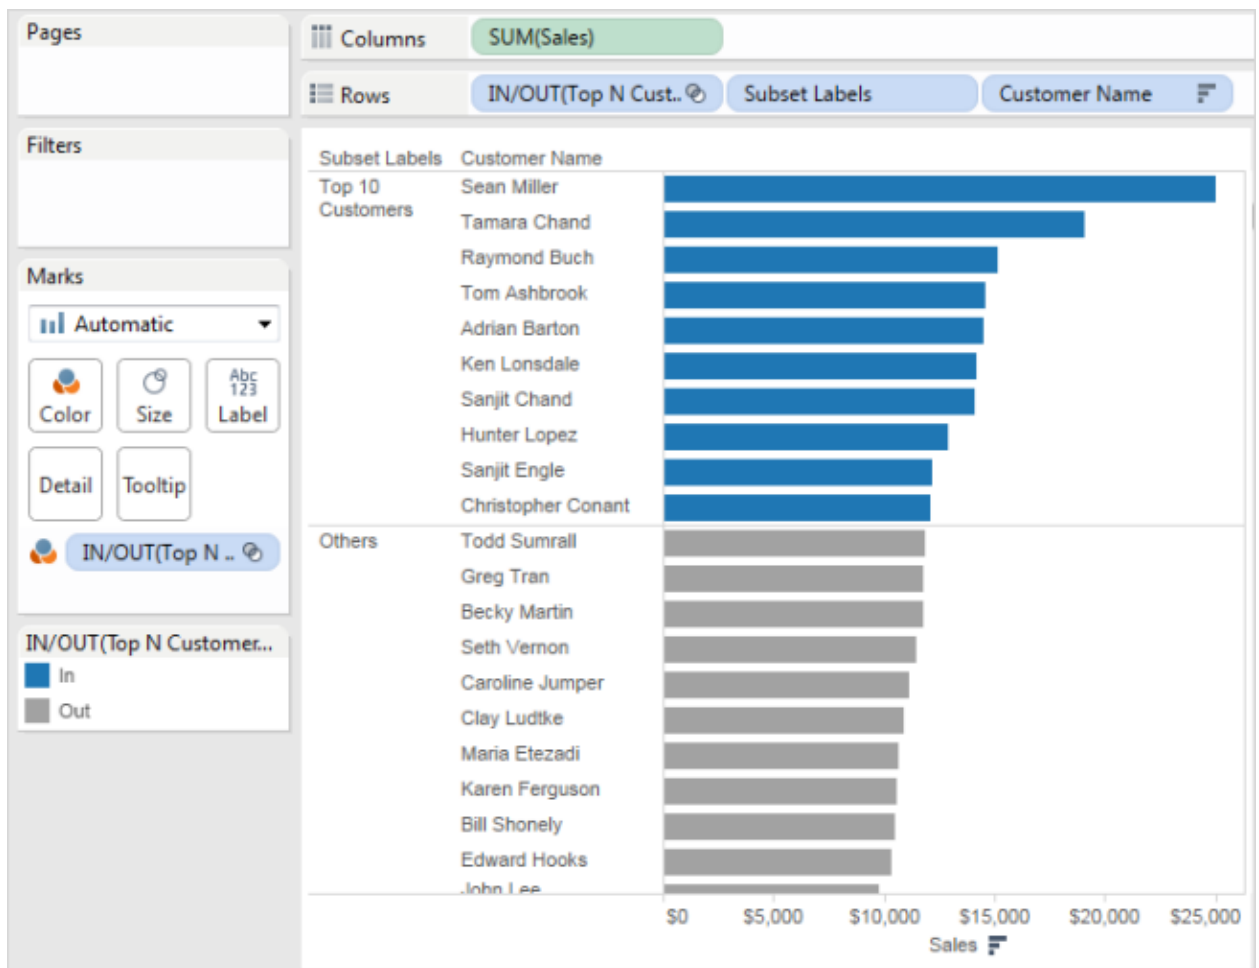 Pages
Columns
SUM(Sales)
Rows
IN/OUT(Top N Cust..
Subset Labels
Customer Name
Filters
Marks
Automatic
Color
Size
Abc
123
Label
Detail
Tooltip
IN/OUT(Top N ..
IN/OUT(Top N Customer...
In
Out
Subset Labels
Customer Name
Top 10
Customers
Sean Miller
Tamara Chand
Raymond Buch
Tom Ashbrook
Adrian Barton
Ken Lonsdale
Sanjit Chand
Hunter Lopez
Sanjit Engle
Christopher Conant
Others
Todd Sumrall
Greg Tran
Becky Martin
Seth Vernon
Caroline Jumper
Clay Ludtke
Maria Etezadi
Karen Ferguson
Bill Shonely
Edward Hooks
John Lee
$0
$5,000
$10,000
$15,000
$20,000
$25,000
Sales